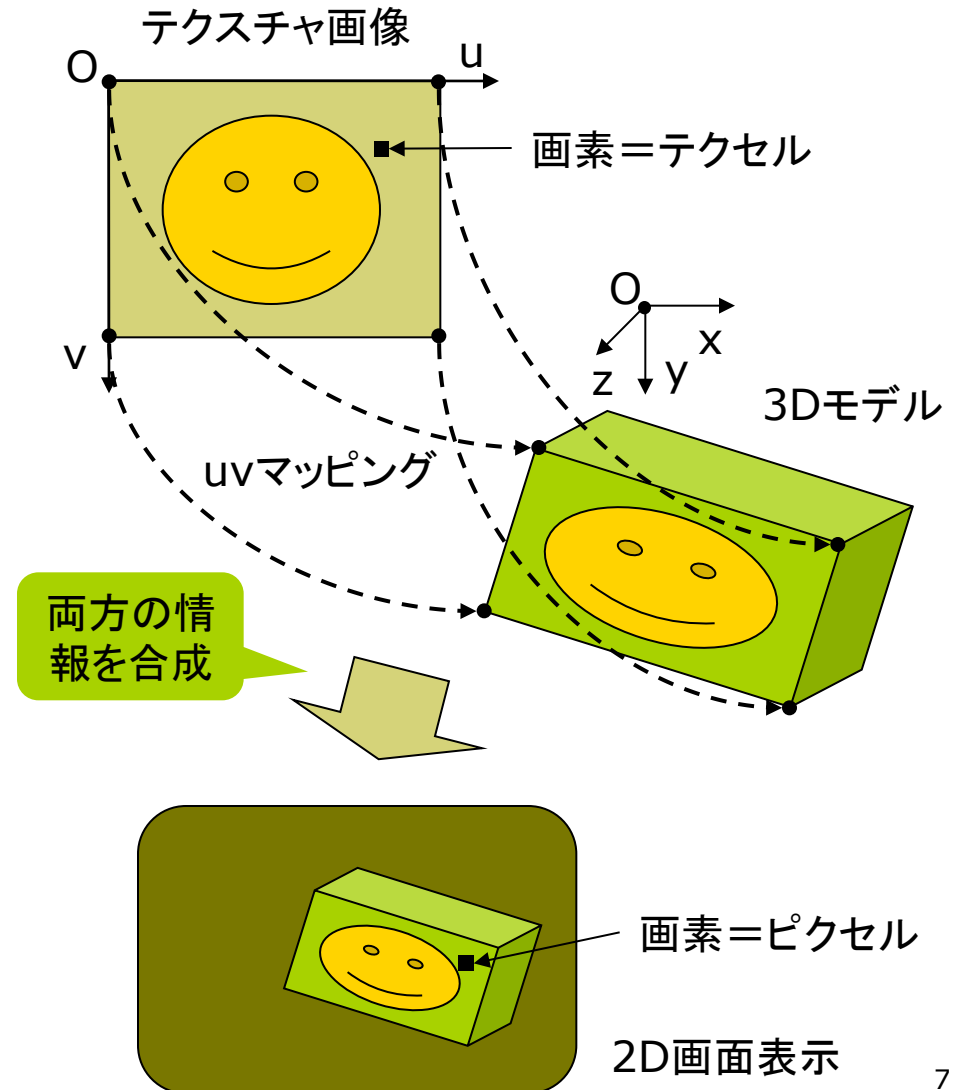 テクスチャ画像
O
u
画素＝テクセル
v
O
x
y
z
3Dモデル
uvマッピング
両方の情
報を合成
画素＝ピクセル
2D画面表示
7